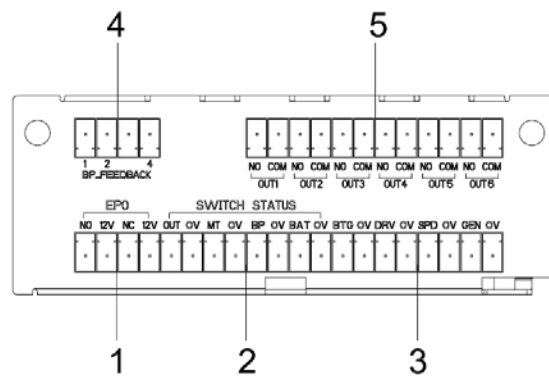 4 5
1 2 4
BP_FEEDBACK
NO COM NO COM NO COM NO COM NO COM NO COM
OUT1 OUT2 OUT3 OUT4 OUT5 OUT6
EPO SWITCH STATUS
NO 12V NC 12V OUT OV MT OV BP OV BAT OV BTG OV DRV OV SPD OV GEN OV
1 2 3